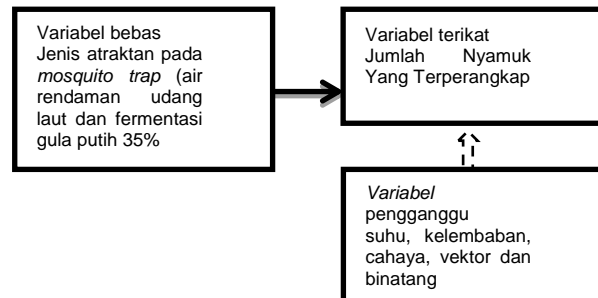 Variabel bebas
Jenis atraktan pada
mosquito trap (air
rendaman udang
laut dan fermentasi
gula putih 35%
Variabel terikat
Jumlah Nyamuk
Yang Terperangkap
Variabel
pengganggu
suhu, kelembaban,
cahaya, vektor dan
binatang